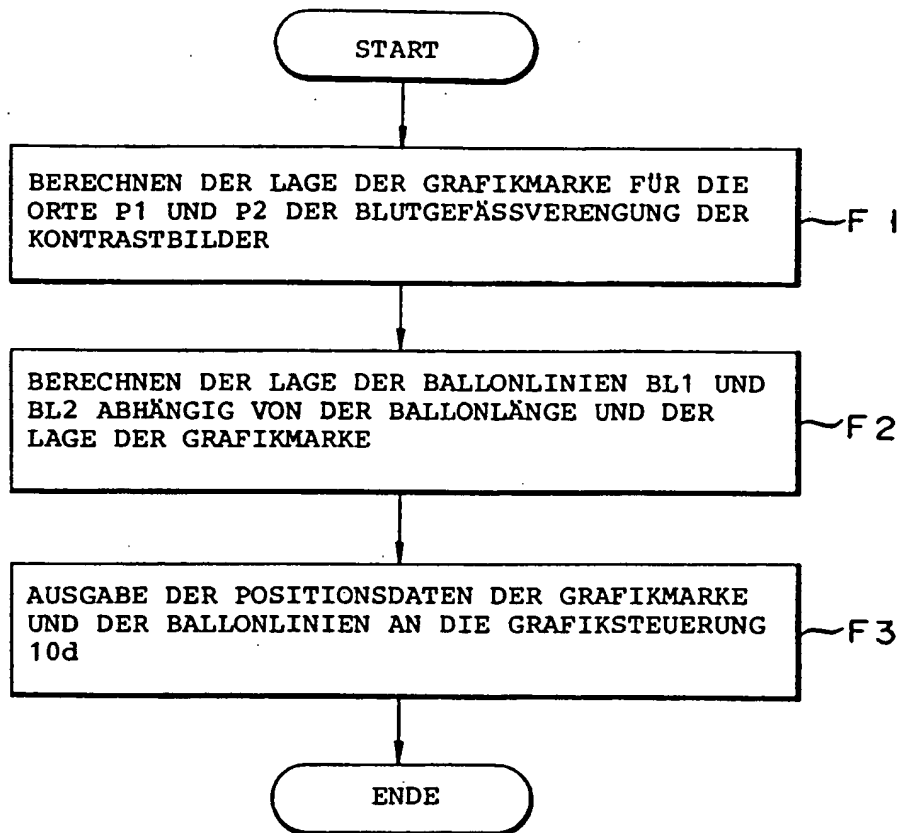 START
BERECHNEN DER LAGE DER GRAFIKMARKE FÜR DIE
ORTE P1 UND P2 DER BLUTGEFÄSSVERENGUNG DER
KONTRASTBILDER
F 1
BERECHNEN DER LAGE DER BALLONLINIEN BL1 UND
BL2 ABHÄNGIG VON DER BALLONLÄNGE UND DER
LAGE DER GRAFIKMARKE
F 2
AUSGABE DER POSITIONSDATEN DER GRAFIKMARKE
UND DER BALLONLINIEN AN DIE GRAFIKSTEUERUNG
10d
F 3
ENDE